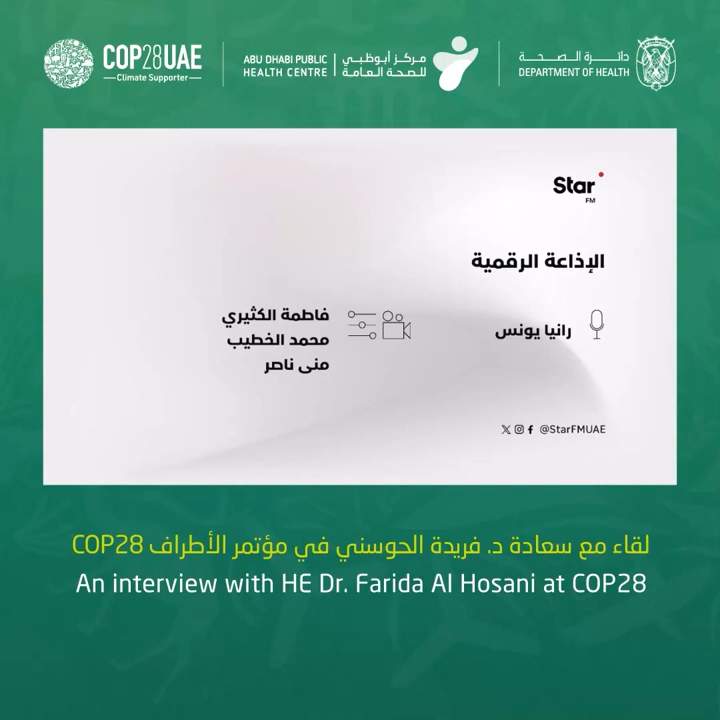 COP28UAE
Climate Supporter
ABU DHABI PUBLIC
HEALTH CENTRE
مركز أبوظبي
للصحة العامة
دائرة الصحة
DEPARTMENT OF HEALTH
Star
FM
الإذاعة الرقمية
رانيا يونس
فاطمة الكثيري
محمد الخطيب
منى ناصر
@StarFMUAE
لقاء مع سعادة د. فريدة الحوسني في مؤتمر الأطراف COP28
An interview with HE Dr. Farida Al Hosani at COP28